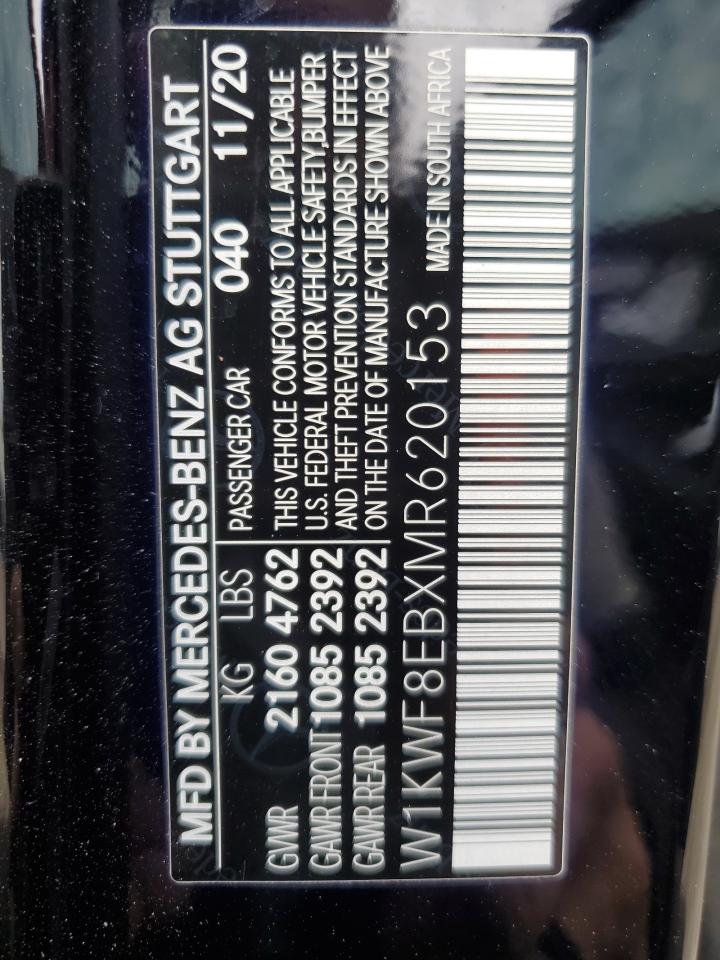 MFD BY MERCEDES-BENZ AG STUTTGART
KG LBS PASSENGER CAR 040 11/20
GVWR 2160 4762 THIS VEHICLE CONFORMS TO ALL APPLICABLE
GAWR FRONT 1085 2392 U.S. FEDERAL MOTOR VEHICLE SAFETY,BUMPER
AND THEFT PREVENTION STANDARDS IN EFFECT
GAWR REAR 1085 2392 ON THE DATE OF MANUFACTURE SHOWN ABOVE
W1KWF8EBXMR620153 MADE IN SOUTH AFRICA